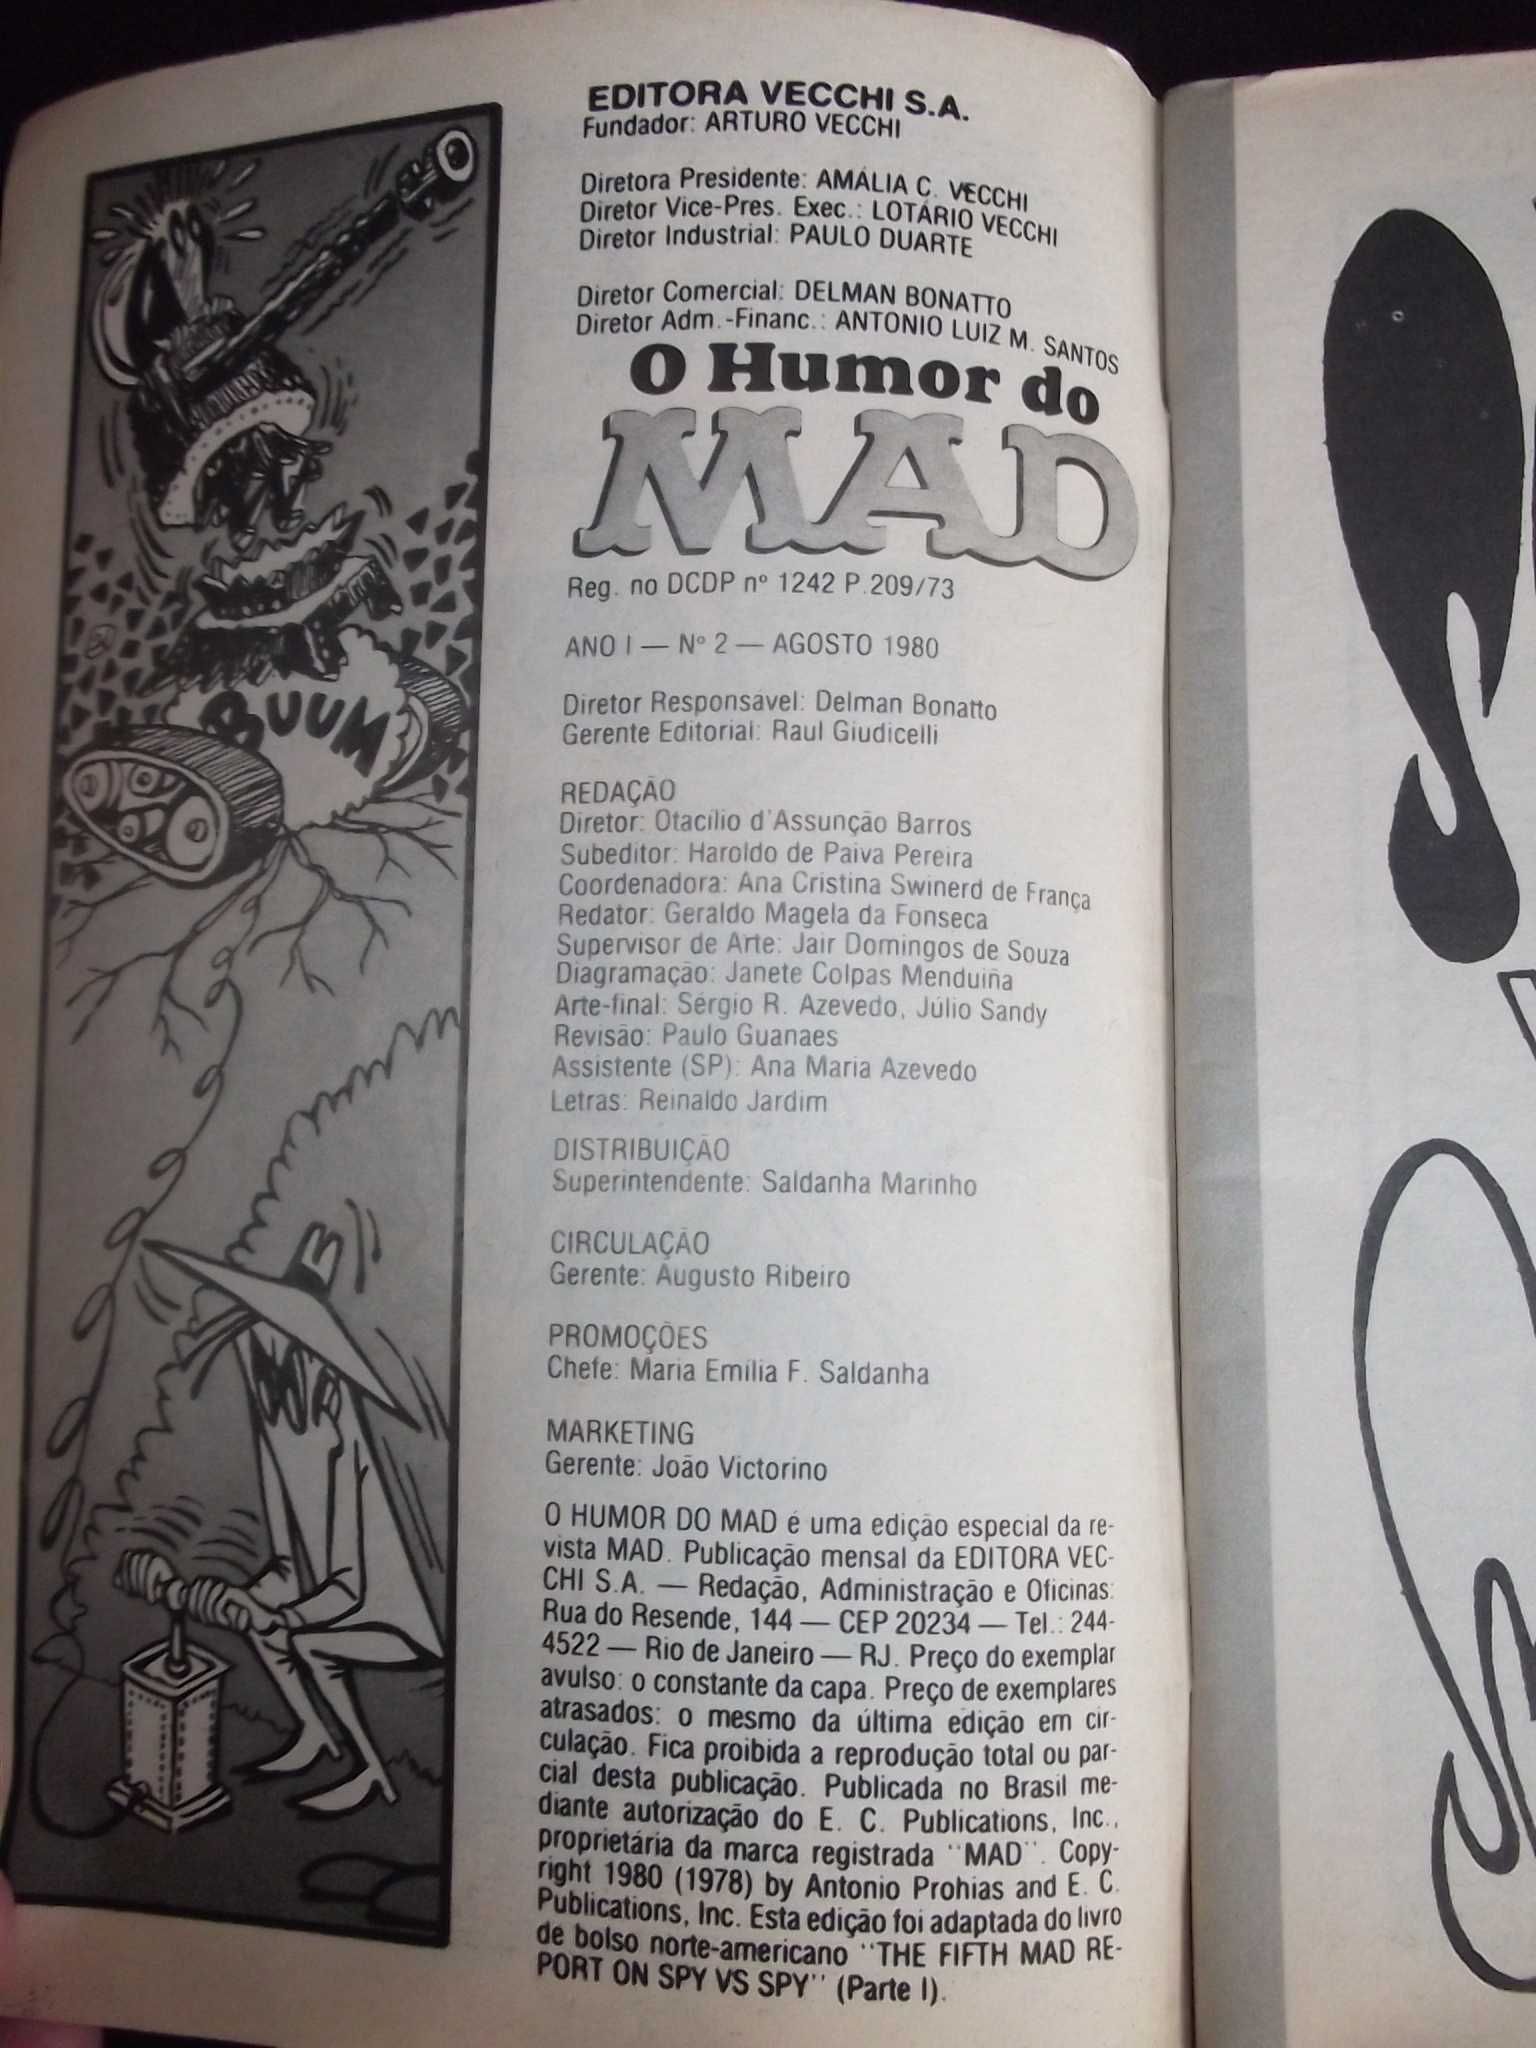 EDITORA VECCHI S.A.
Fundador: ARTURO VECCHI
Diretora Presidente: AMÁLIA C. VECCHI
Diretor Vice-Pres. Exec.: LOTÁRIO VECCHI
Diretor Industrial: PAULO DUARTE
Diretor Comercial: DELMAN BONATTO
Diretor Adm.-Financ.: ANTONIO LUIZ M. SANTOS
O Humor do
MAD
Reg. no DCDP nº 1242 P.209/73
ANO I — Nº 2 — AGOSTO 1980
Diretor Responsável: Delman Bonatto
Gerente Editorial: Raul Giudicelli
REDAÇÃO
Diretor: Otacílio d'Assunção Barros
Subeditor: Haroldo de Paiva Pereira
Coordenadora: Ana Cristina Swinerd de França
Redator: Geraldo Magela da Fonseca
Supervisor de Arte: Jair Domingos de Souza
Diagramação: Janete Colpas Menduiña
Arte-final: Sérgio R. Azevedo, Júlio Sandy
Revisão: Paulo Guanaes
Assistente (SP): Ana Maria Azevedo
Letras: Reinaldo Jardim
DISTRIBUIÇÃO
Superintendente: Saldanha Marinho
CIRCULAÇÃO
Gerente: Augusto Ribeiro
PROMOÇÕES
Chefe: Maria Emília F. Saldanha
MARKETING
Gerente: João Victorino
O HUMOR DO MAD é uma edição especial da re-
vista MAD. Publicação mensal da EDITORA VEC-
CHI S.A. — Redação, Administração e Oficinas:
Rua do Resende, 144 — CEP 20234 — Tel.: 244-
4522 — Rio de Janeiro — RJ. Preço do exemplar
avulso: o constante da capa. Preço de exemplares
atrasados: o mesmo da última edição em cir-
culação. Fica proibida a reprodução total ou par-
cial desta publicação. Publicada no Brasil me-
diante autorização do E. C. Publications, Inc.,
proprietária da marca registrada "MAD". Copy-
right 1980 (1978) by Antonio Prohias and E. C.
Publications, Inc. Esta edição foi adaptada do livro
de bolso norte-americano "THE FIFTH MAD RE-
PORT ON SPY VS SPY" (Parte I).
BUUM